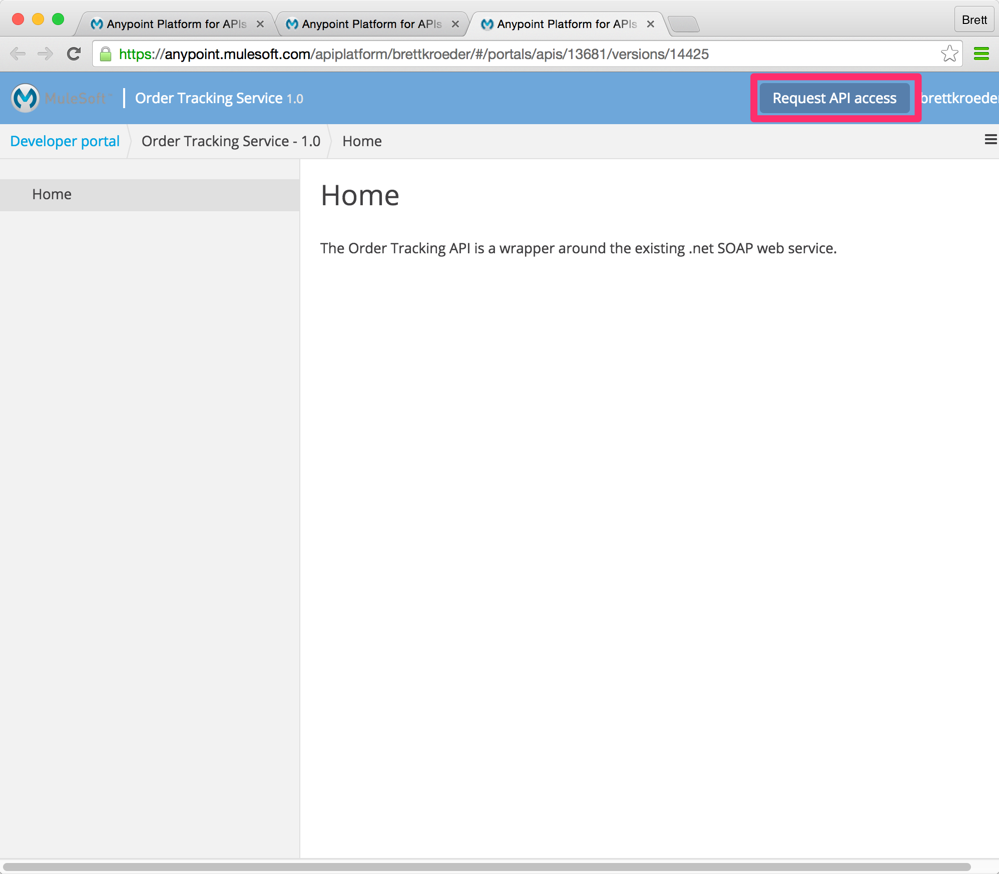 Anypoint Platform for APIs
Anypoint Platform for APIs
Anypoint Platform for APIs
Brett
https://anypoint.mulesoft.com/apiplatform/brettkroeder/#/portals/apis/13681/versions/14425
MuleSoft
Order Tracking Service 1.0
Request API access
brettkroeder
Developer portal
Order Tracking Service - 1.0
Home
Home
Home
The Order Tracking API is a wrapper around the existing .net SOAP web service.